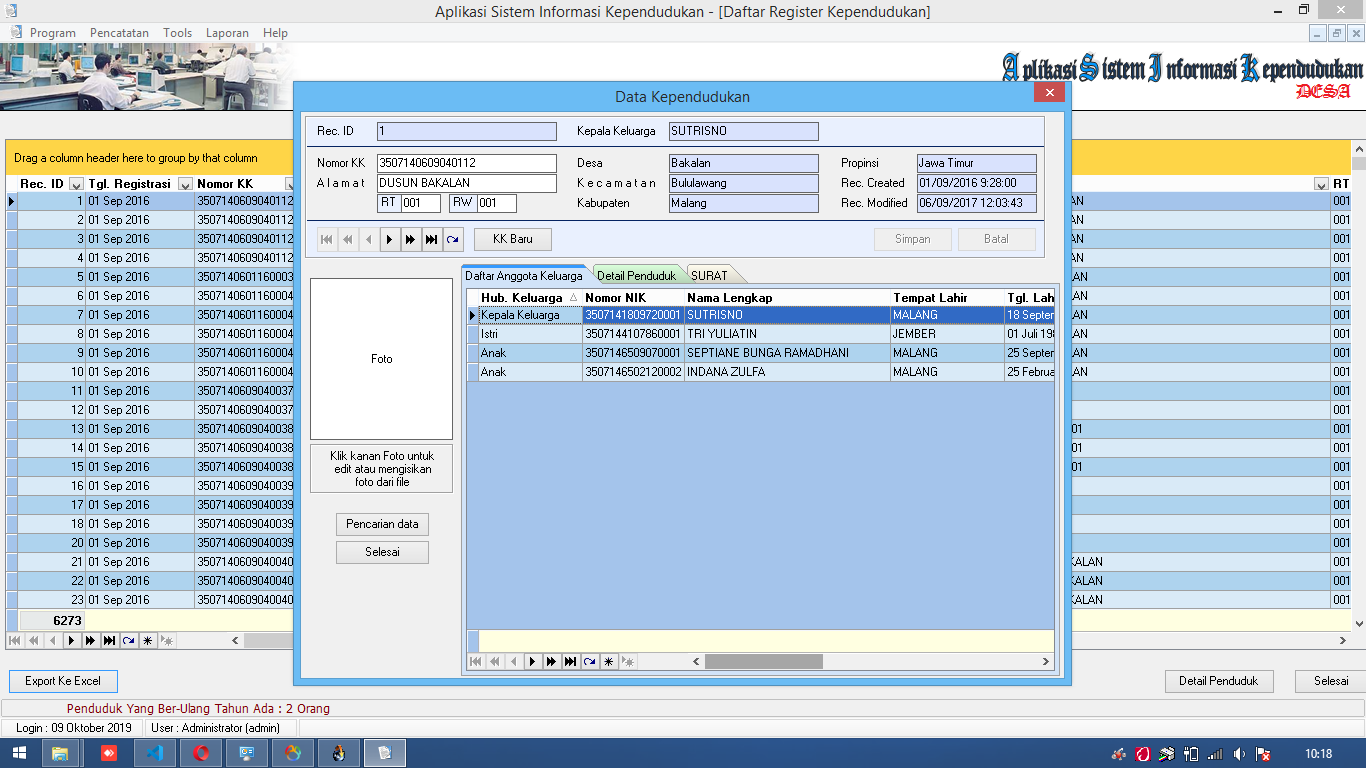 Aplikasi Sistem Informasi Kependudukan - [Daftar Register Kependudukan]
Program Pencatatan Tools Laporan Help
Aplikasi Sistem Informasi Kependudukan
DESA
Data Kependudukan
Rec. ID 1 Kepala Keluarga SUTRISNO
Nomor KK 3507140609040112 Desa Bakalan Propinsi Jawa Timur
Alamat DUSUN BAKALAN Kecamatan Bululawang Rec. Created 01/09/2016 9:28:00
RT 001 RW 001 Kabupaten Malang Rec. Modified 06/09/2017 12:03:43
KK Baru Simpan Batal
Daftar Anggota Keluarga Detail Penduduk SURAT
Hub. Keluarga Nomor NIK Nama Lengkap Tempat Lahir Tgl. Lah
Kepala Keluarga 3507141809720001 SUTRISNO MALANG 18 Septer
Istri 3507144107860001 TRI YULIATIN JEMBER 01 Juli 198
Anak 3507146509070001 SEPTIANE BUNGA RAMADHANI MALANG 25 Septer
Anak 3507146502120002 INDANA ZULFA MALANG 25 Februa
Foto
Klik kanan Foto untuk
edit atau mengisikan
foto dari file
Pencarian data
Selesai
Drag a column header here to group by that column
Rec. ID Tgl. Registrasi Nomor KK RT
1 01 Sep 2016 3507140609040112 AN 001
2 01 Sep 2016 3507140609040112 AN 001
3 01 Sep 2016 3507140609040112 AN 001
4 01 Sep 2016 3507140609040112 AN 001
5 01 Sep 2016 3507140601160003 AN 001
6 01 Sep 2016 3507140601160004 AN 001
7 01 Sep 2016 3507140601160004 AN 001
8 01 Sep 2016 3507140601160004 AN 001
9 01 Sep 2016 3507140601160004 AN 001
10 01 Sep 2016 3507140601160004 AN 001
11 01 Sep 2016 3507140609040037 001
12 01 Sep 2016 3507140609040037 001
13 01 Sep 2016 3507140609040038 01 001
14 01 Sep 2016 3507140609040038 01 001
15 01 Sep 2016 3507140609040038 01 001
16 01 Sep 2016 3507140609040039 001
17 01 Sep 2016 3507140609040039 001
18 01 Sep 2016 3507140609040039 001
20 01 Sep 2016 3507140609040039 001
21 01 Sep 2016 3507140609040040 KALAN 001
22 01 Sep 2016 3507140609040040 KALAN 001
23 01 Sep 2016 3507140609040040 KALAN 001
6273
Export Ke Excel Detail Penduduk Selesai
Penduduk Yang Ber-Ulang Tahun Ada : 2 Orang
Login : 09 Oktober 2019 User : Administrator (admin)
10:18